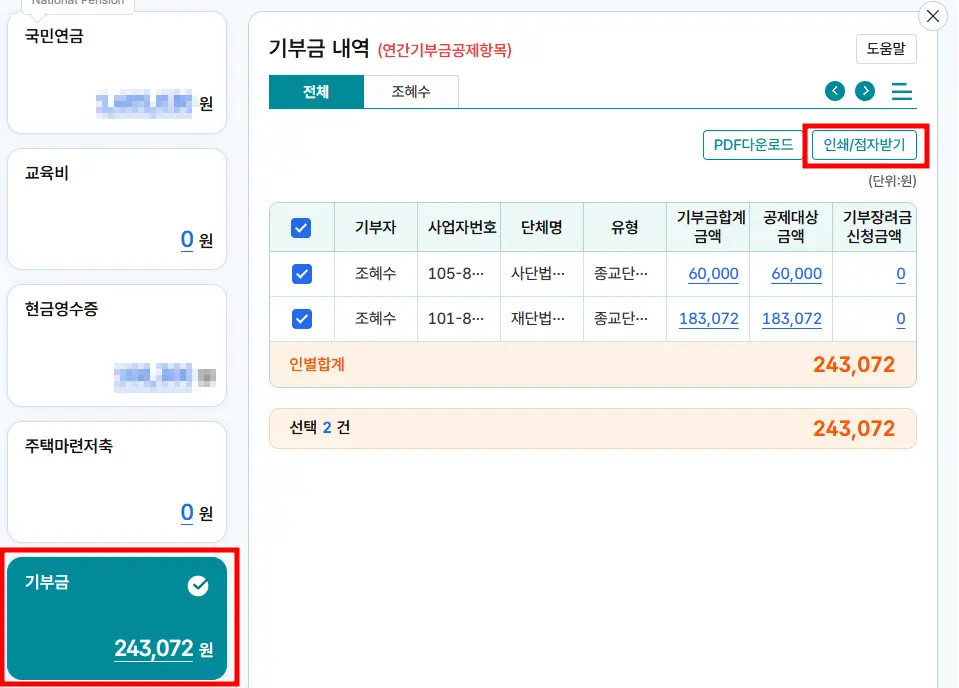 National Pension
국민연금
원
교육비
0 원
현금영수증
주택마련저축
0 원
기부금
243,072 원
기부금 내역 (연간기부금공제항목)
도움말
전체
조혜수
PDF다운로드
인쇄/점자받기
(단위:원)
기부자 사업자번호 단체명 유형 기부금합계 금액 공제대상 금액 기부장려금 신청금액
조혜수 105-8… 사단법… 종교단… 60,000 60,000 0
조혜수 101-8… 재단법… 종교단… 183,072 183,072 0
인별합계 243,072
선택 2 건 243,072